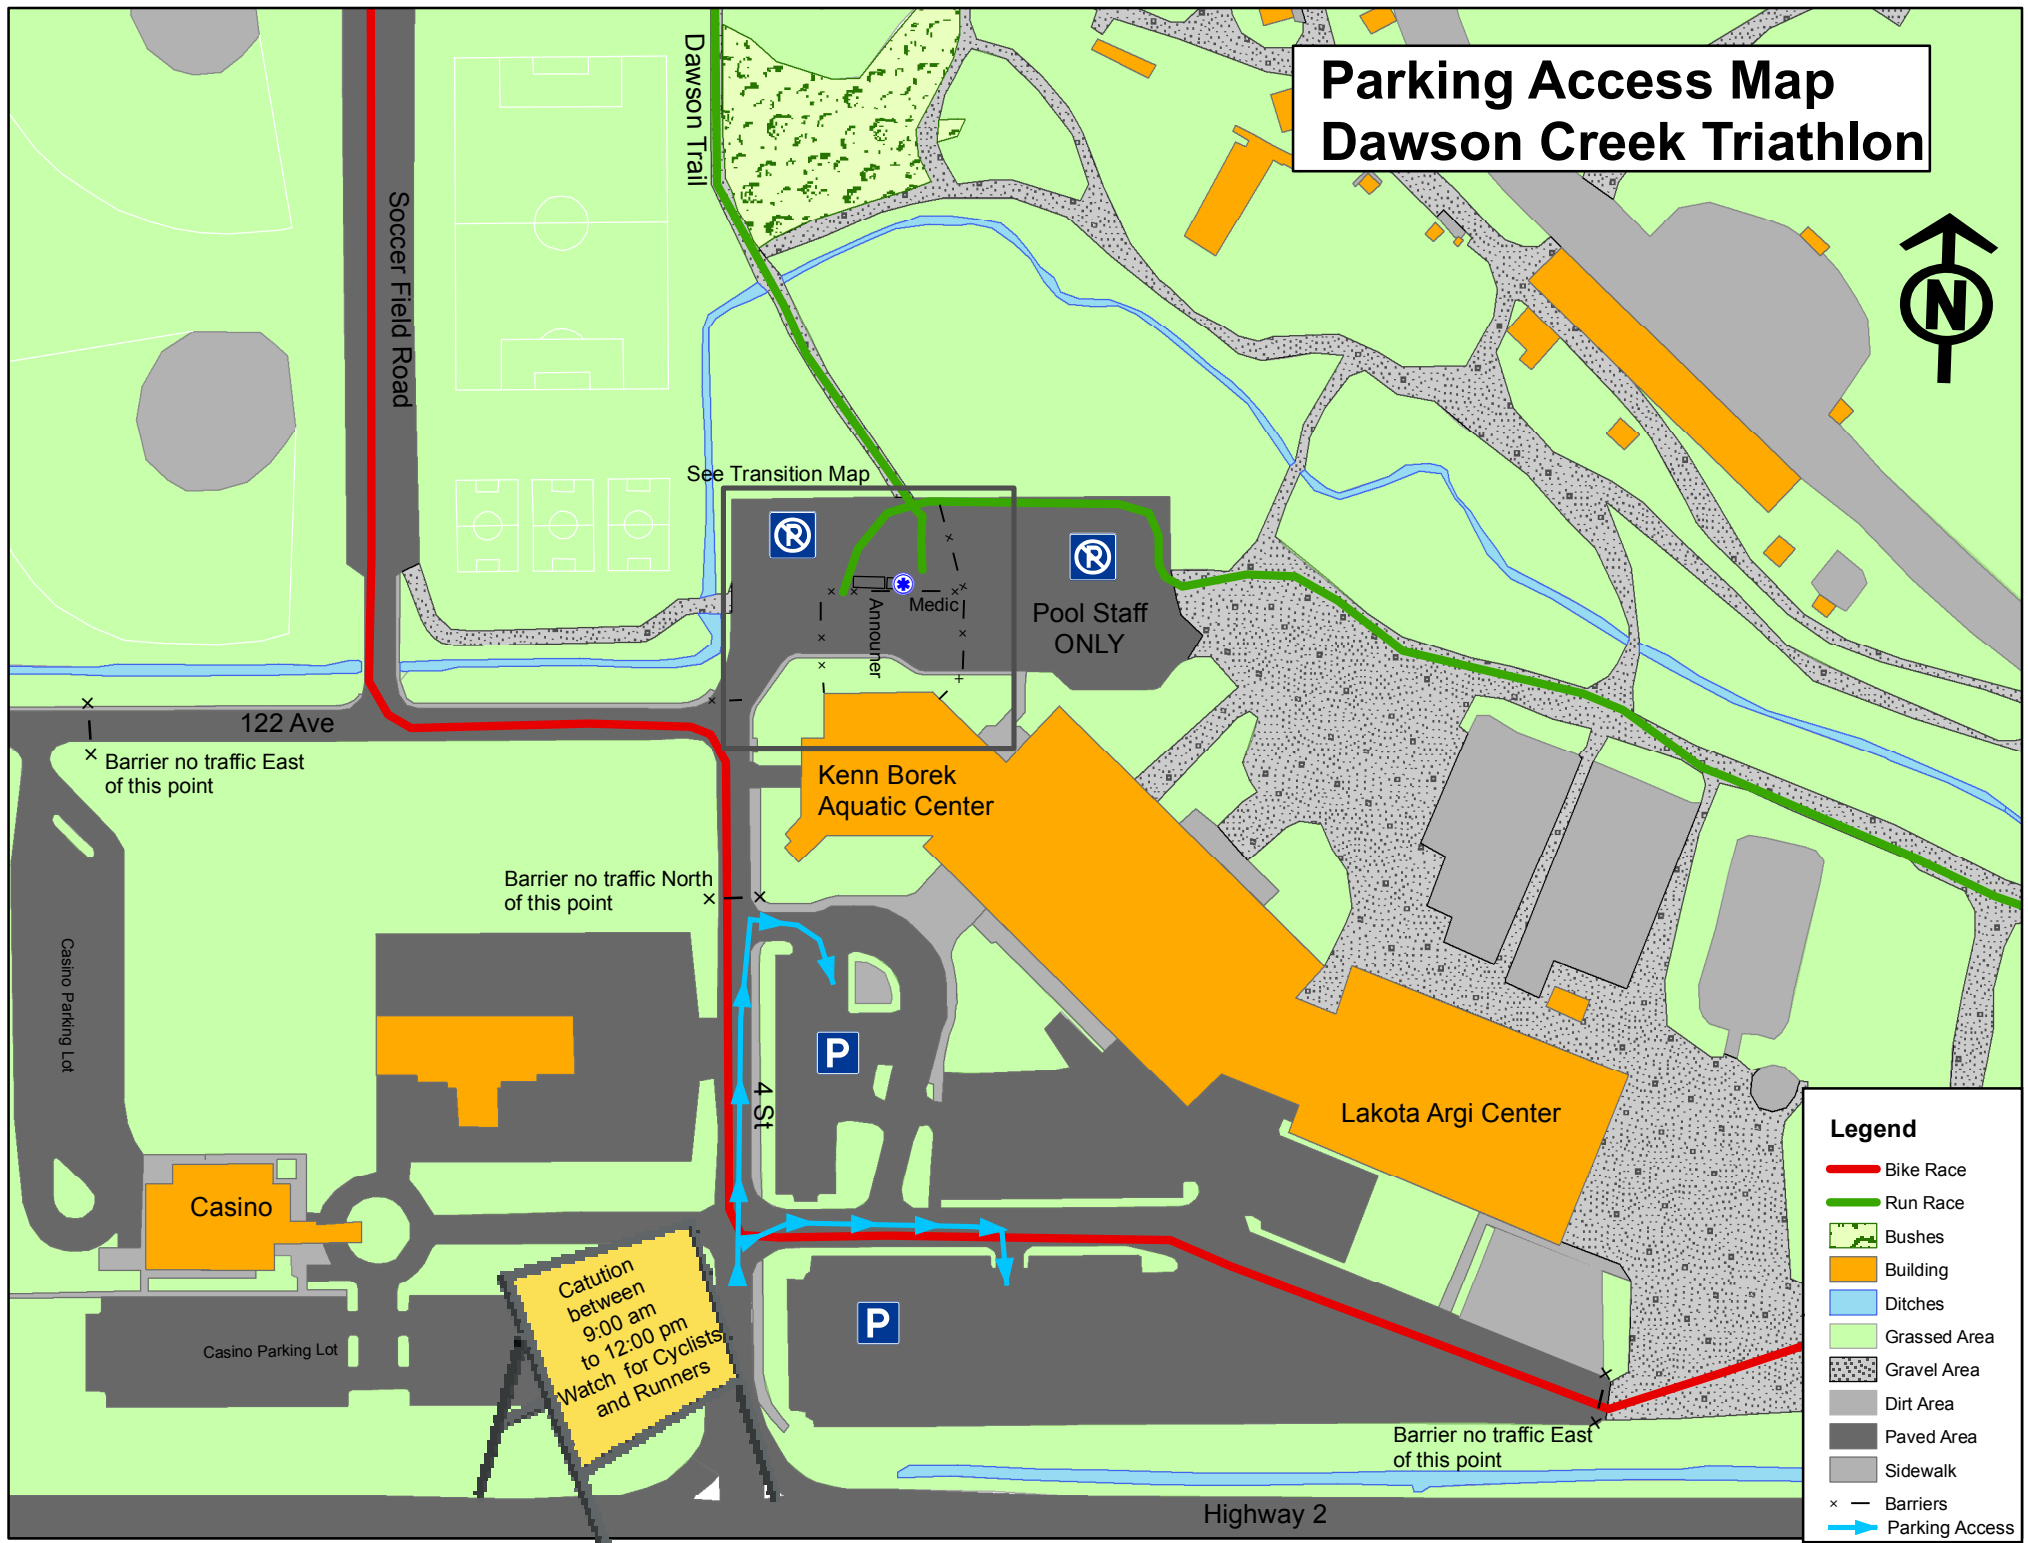 Parking Access Map
Dawson Creek Triathlon
N
Dawson Trail
Soccer Field Road
See Transition Map
P
P
Announer
Medic
Pool Staff
ONLY
122 Ave
Barrier no traffic East
of this point
Kenn Borek
Aquatic Center
Barrier no traffic North
of this point
Casino Parking Lot
P
4 St
Lakota Argi Center
Casino
Catution
between
9:00 am
to 12:00 pm
Watch for Cyclists
and Runners
P
Casino Parking Lot
Barrier no traffic East
of this point
Highway 2
Legend
Bike Race
Run Race
Bushes
Building
Ditches
Grassed Area
Gravel Area
Dirt Area
Paved Area
Sidewalk
Barriers
Parking Access